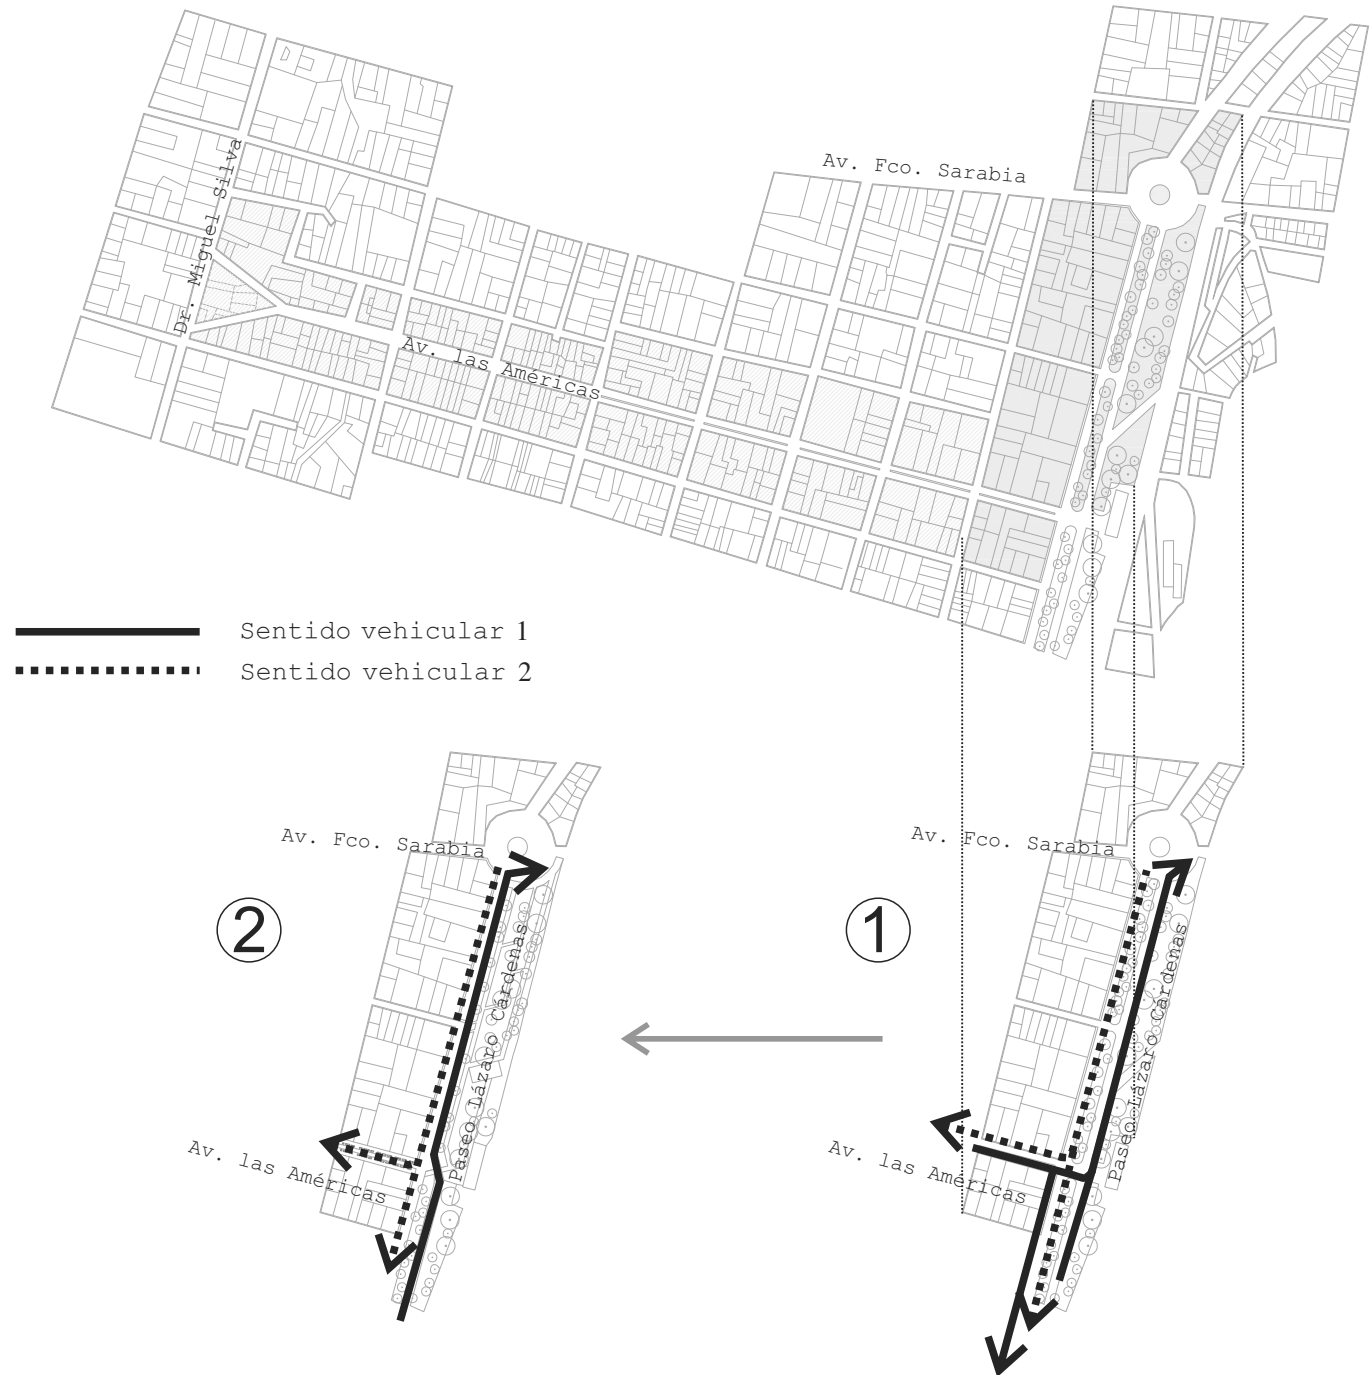 Av. Fco. Sarabia
Dr. Miguel Silva
Av. las Américas
Sentido vehicular 1
Sentido vehicular 2
Av. Fco. Sarabia
Av. Fco. Sarabia
2
1
Paseo Lázaro Cárdenas
Paseo Lázaro Cárdenas
Av. las Américas
Av. las Américas